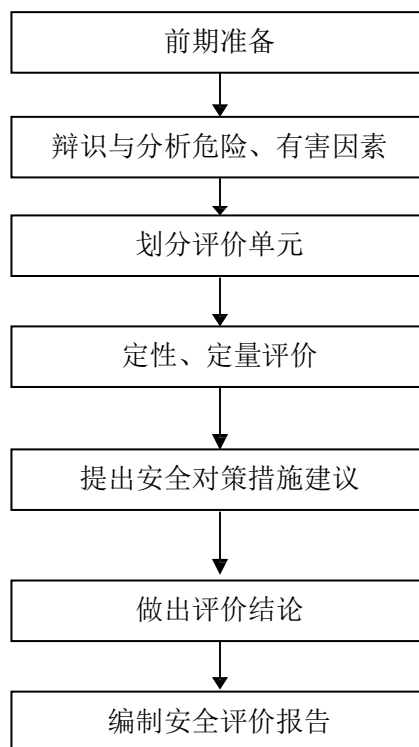 前期准备
辩识与分析危险、有害因素
划分评价单元
定性、定量评价
提出安全对策措施建议
做出评价结论
编制安全评价报告